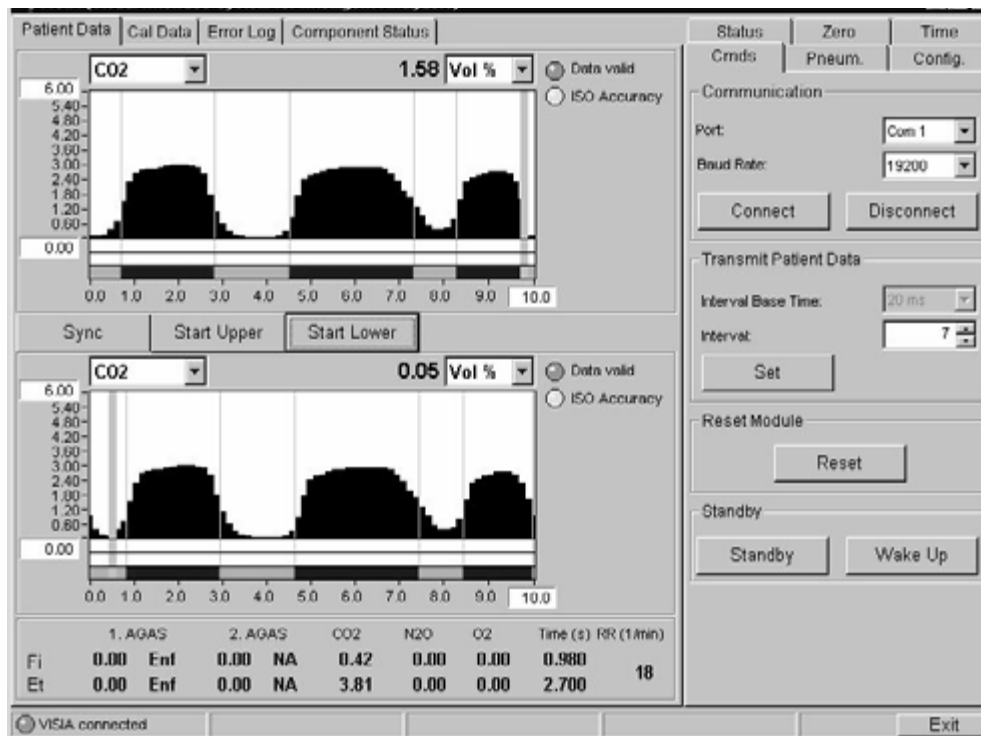 Patient Data Cal Data Error Log Component Status
Status Zero Time
Cmds Pneum. Config.
CO2 1.58 Vol % Data valid
ISO Accuracy
6.00
5.40
4.80
4.20
3.60
3.00
2.40
1.80
1.20
0.60
0.00
0.0 1.0 2.0 3.0 4.0 5.0 6.0 7.0 8.0 9.0 10.0
Sync Start Upper Start Lower
CO2 0.05 Vol % Data valid
ISO Accuracy
6.00
5.40
4.80
4.20
3.60
3.00
2.40
1.80
1.20
0.60
0.00
0.0 1.0 2.0 3.0 4.0 5.0 6.0 7.0 8.0 9.0 10.0
1. AGAS 2. AGAS CO2 N2O O2 Time (s) RR (1/min)
Fi 0.00 Enf 0.00 NA 0.42 0.00 0.00 0.980
18
Et 0.00 Enf 0.00 NA 3.81 0.00 0.00 2.700
Communication
Port: Com 1
Baud Rate: 19200
Connect Disconnect
Transmit Patient Data
Interval Base Time: 20 ms
Interval: 7
Set
Reset Module
Reset
Standby
Standby Wake Up
VISIA connected Exit